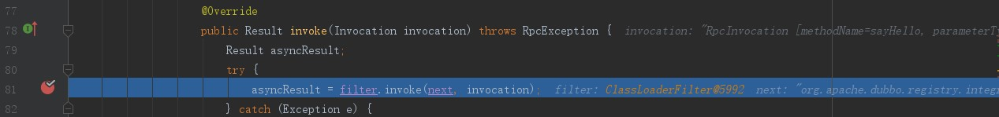 77 @Override
78 public Result invoke(Invocation invocation) throws RpcException { invocation: "RpcInvocation [methodName=sayHello, parameterTy
79 Result asyncResult;
80 try {
81 asyncResult = filter.invoke(next, invocation); filter: ClassLoaderFilter@5992 next: "org.apache.dubbo.registry.integr
82 } catch (Exception e) {